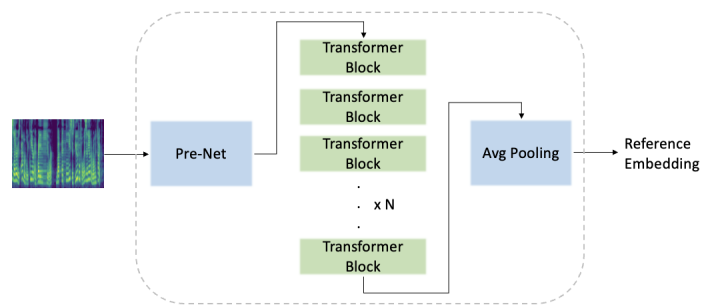 Transformer
Block
Transformer
Block
Pre-Net
Transformer
Block
Avg Pooling
Reference
Embedding
.
. x N
.
Transformer
Block